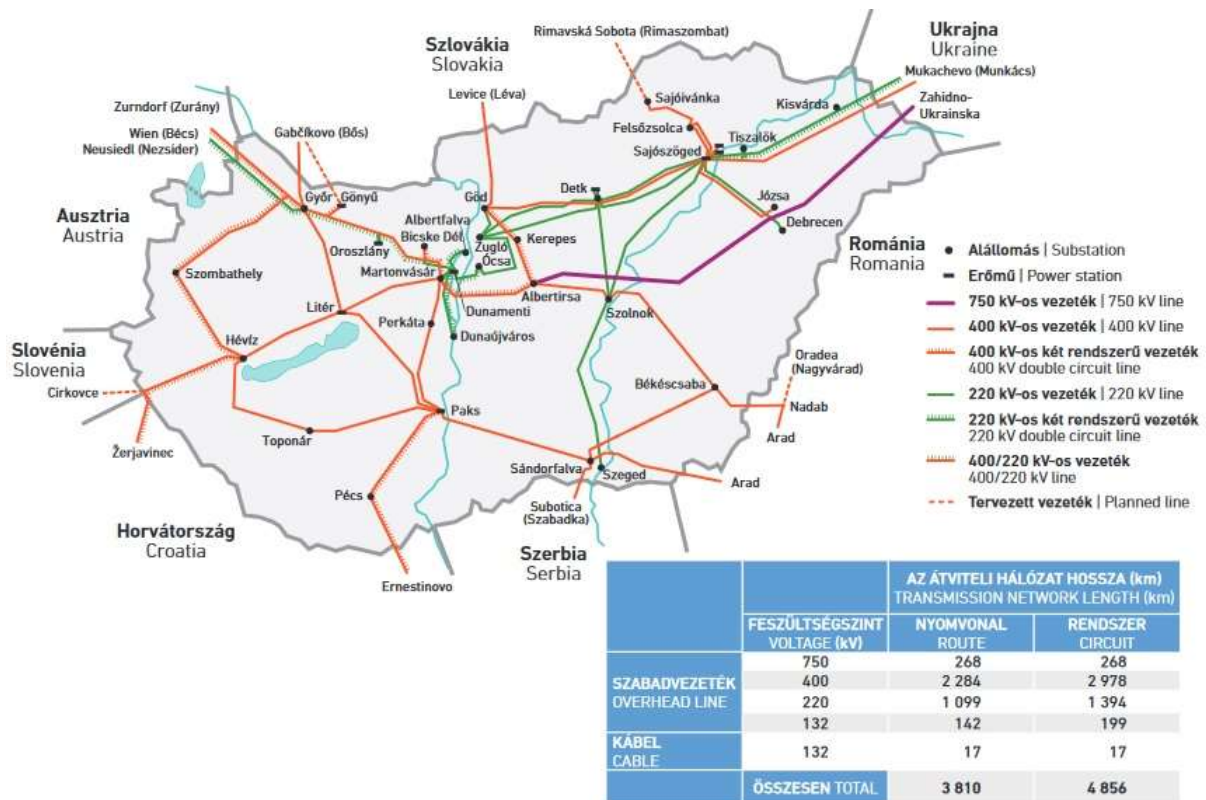 Ukrajna
Ukraine
Rimavská Sobota (Rimaszombat)
Szlovákia
Slovakia
Mukachevo (Munkács)
Levice (Léva)
Sajóivánka
Kisvárda
Zahidno-
Ukrainska
Zurndorf (Zurány)
Gabčíkovo (Bős)
Felsőzsolca
Tiszalök
Wien (Bécs)
Neusiedl (Nezsider)
Sajószöged
Győr
Gönyű
Göd
Detk
Józsa
Debrecen
Ausztria
Austria
Albertfalva
Bicske Dél
Zugló
Kerepes
Oroszlány
Ócsa
Románia
Romania
Szombathely
Martonvásár
Albertirsa
Litér
Dunamenti
Szolnok
Perkáta
Dunaújváros
Hévíz
Szlovénia
Slovenia
Oradea
(Nagyvárad)
Cirkovce
Békéscsaba
Nadab
Paks
Arad
Toponár
Žerjavinec
Sándorfalva
Szeged
Arad
Pécs
Subotica
(Szabadka)
Horvátország
Croatia
Szerbia
Serbia
Ernestinovo
Alállomás | Substation
Erőmű | Power station
750 kV-os vezeték | 750 kV line
400 kV-os vezeték | 400 kV line
400 kV-os két rendszerű vezeték
400 kV double circuit line
220 kV-os vezeték | 220 kV line
220 kV-os két rendszerű vezeték
220 kV double circuit line
400/220 kV-os vezeték
400/220 kV line
Tervezett vezeték | Planned line
AZ ÁTVITELI HÁLÓZAT HOSSZA (km)
TRANSMISSION NETWORK LENGTH (km)
FESZÜLTSÉGSZINT NYOMVONAL RENDSZER
VOLTAGE (kV) ROUTE CIRCUIT
750 268 268
SZABADVEZETÉK 400 2 284 2 978
OVERHEAD LINE 220 1 099 1 394
132 142 199
KÁBEL
CABLE 132 17 17
ÖSSZESEN TOTAL 3 810 4 856